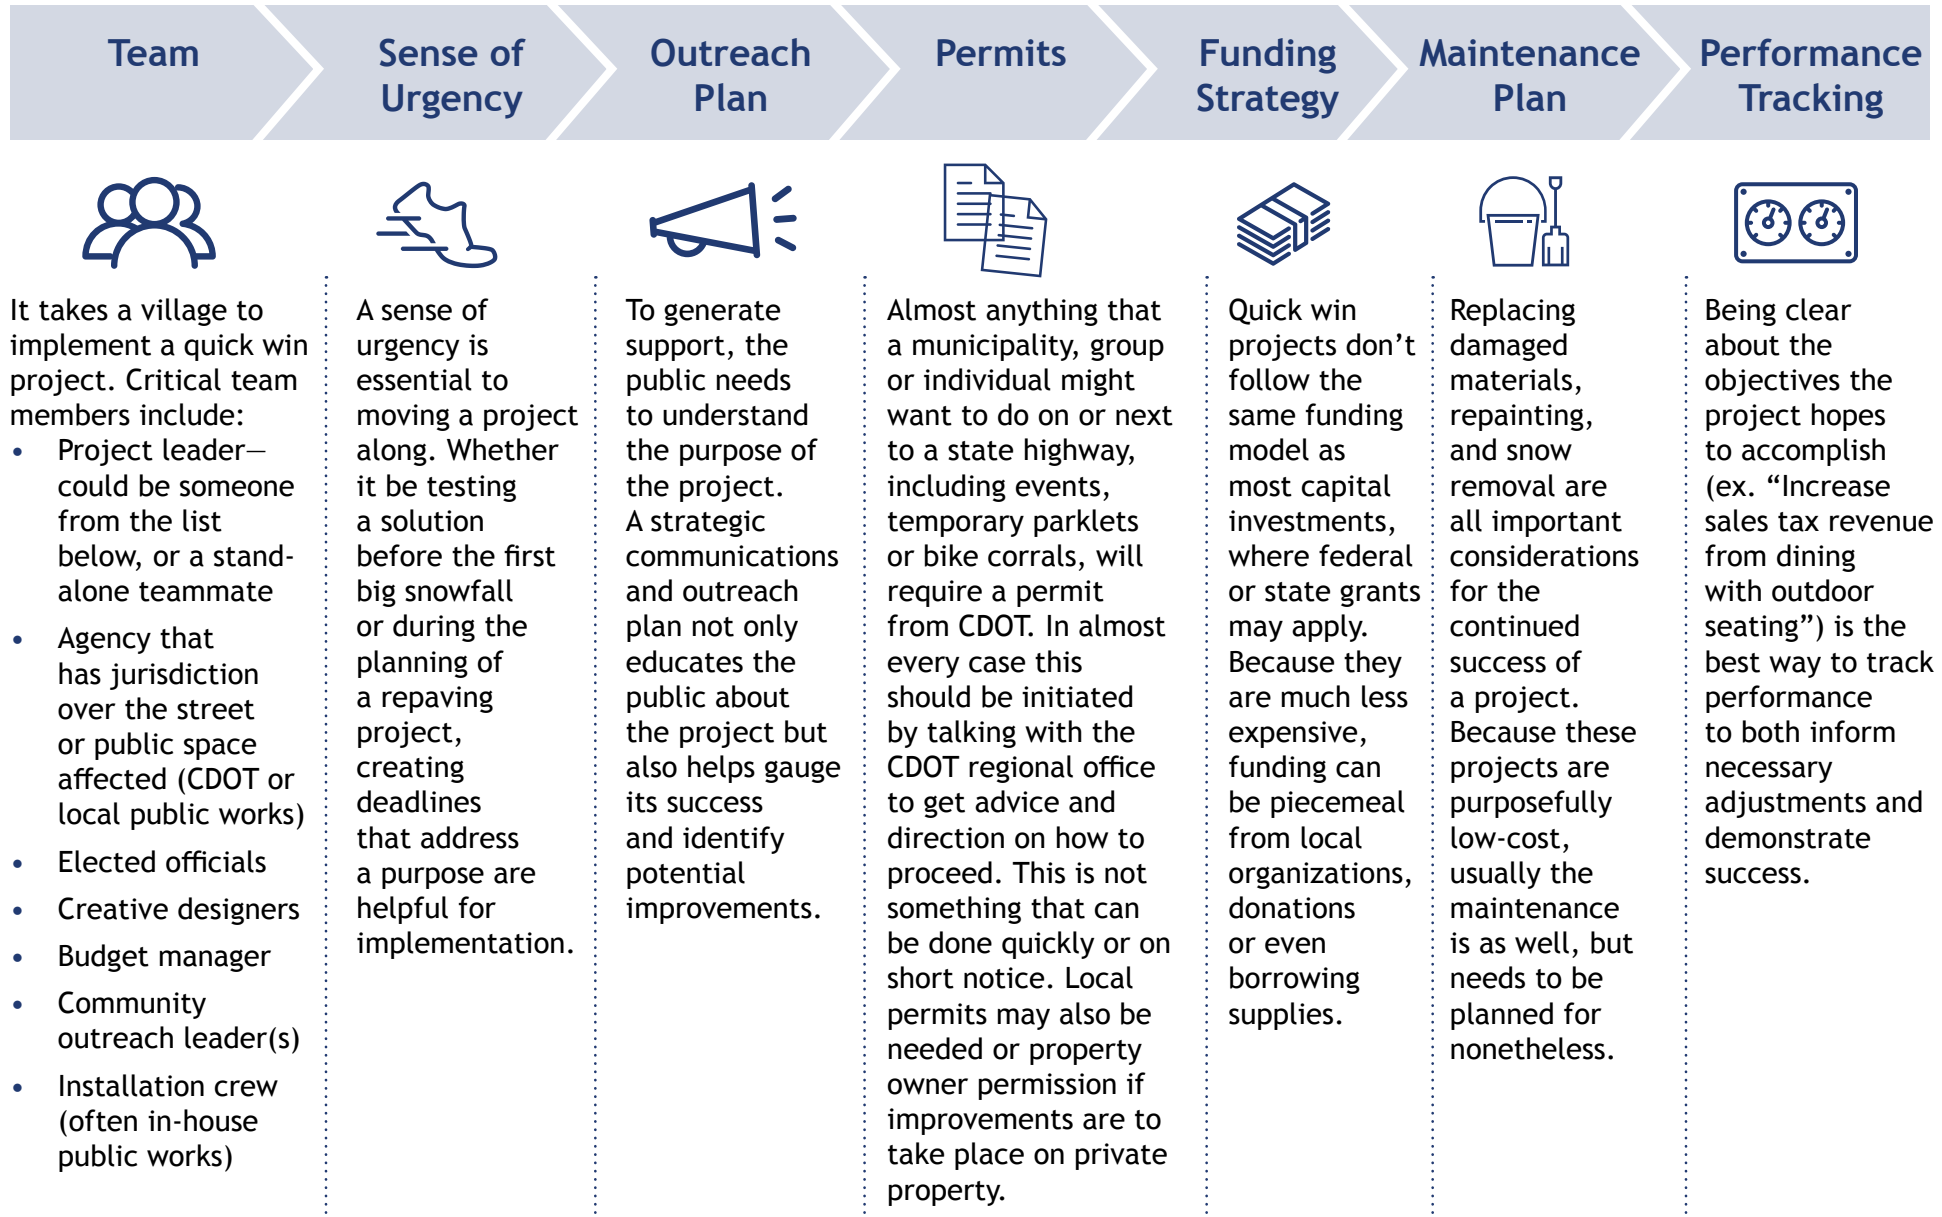 Team
Sense of
Urgency
Outreach
Plan
Permits
Funding
Strategy
Maintenance
Plan
Performance
Tracking
It takes a village to
implement a quick win
project. Critical team
members include:
• Project leader—
could be someone
from the list
below, or a stand-
alone teammate
• Agency that
has jurisdiction
over the street
or public space
affected (CDOT or
local public works)
• Elected officials
• Creative designers
• Budget manager
• Community
outreach leader(s)
• Installation crew
(often in-house
public works)
A sense of
urgency is
essential to
moving a project
along. Whether
it be testing
a solution
before the first
big snowfall
or during the
planning of
a repaving
project,
creating
deadlines
that address
a purpose are
helpful for
implementation.
To generate
support, the
public needs
to understand
the purpose of
the project.
A strategic
communications
and outreach
plan not only
educates the
public about
the project but
also helps gauge
its success
and identify
potential
improvements.
Almost anything that
a municipality, group
or individual might
want to do on or next
to a state highway,
including events,
temporary parklets
or bike corrals, will
require a permit
from CDOT. In almost
every case this
should be initiated
by talking with the
CDOT regional office
to get advice and
direction on how to
proceed. This is not
something that can
be done quickly or on
short notice. Local
permits may also be
needed or property
owner permission if
improvements are to
take place on private
property.
Quick win
projects don’t
follow the
same funding
model as
most capital
investments,
where federal
or state grants
may apply.
Because they
are much less
expensive,
funding can
be piecemeal
from local
organizations,
donations
or even
borrowing
supplies.
Replacing
damaged
materials,
repainting,
and snow
removal are
all important
considerations
for the
continued
success of
a project.
Because these
projects are
purposefully
low-cost,
usually the
maintenance
is as well, but
needs to be
planned for
nonetheless.
Being clear
about the
objectives the
project hopes
to accomplish
(ex. “Increase
sales tax revenue
from dining
with outdoor
seating”) is the
best way to track
performance
to both inform
necessary
adjustments and
demonstrate
success.